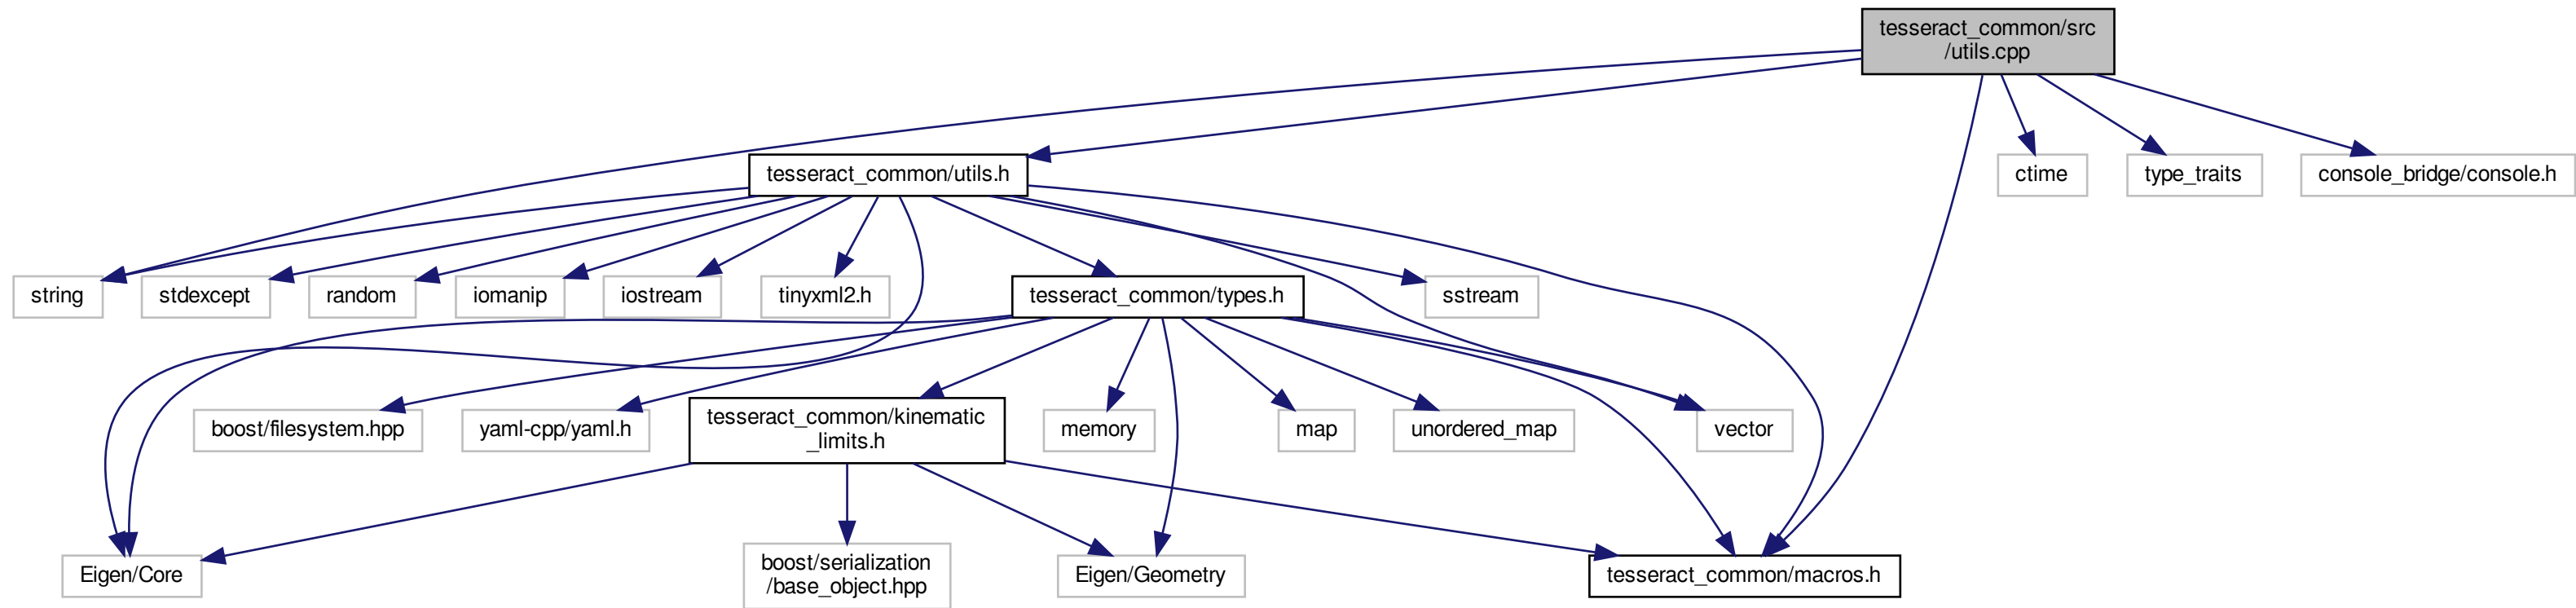 tesseract_common/src
/utils.cpp
tesseract_common/utils.h
ctime
type_traits
console_bridge/console.h
string
stdexcept
random
iomanip
iostream
tinyxml2.h
tesseract_common/types.h
sstream
boost/filesystem.hpp
yaml-cpp/yaml.h
tesseract_common/kinematic
_limits.h
memory
map
unordered_map
vector
Eigen/Core
boost/serialization
/base_object.hpp
Eigen/Geometry
tesseract_common/macros.h